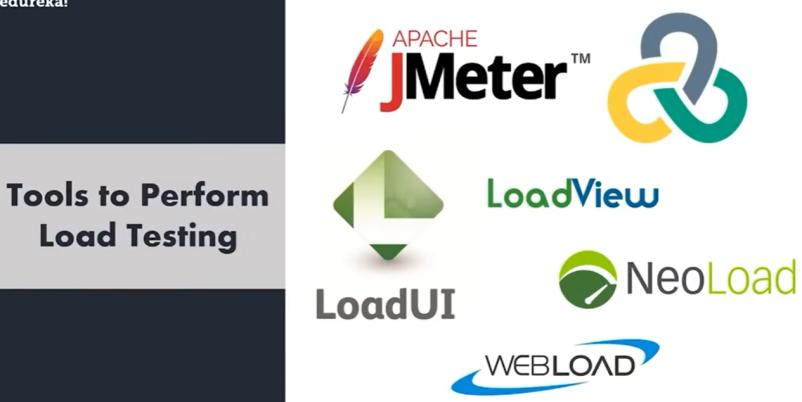 edureka!
APACHE
JMeter™
Tools to Perform
Load Testing
LoadView
LoadUI
NeoLoad
WEBLOAD